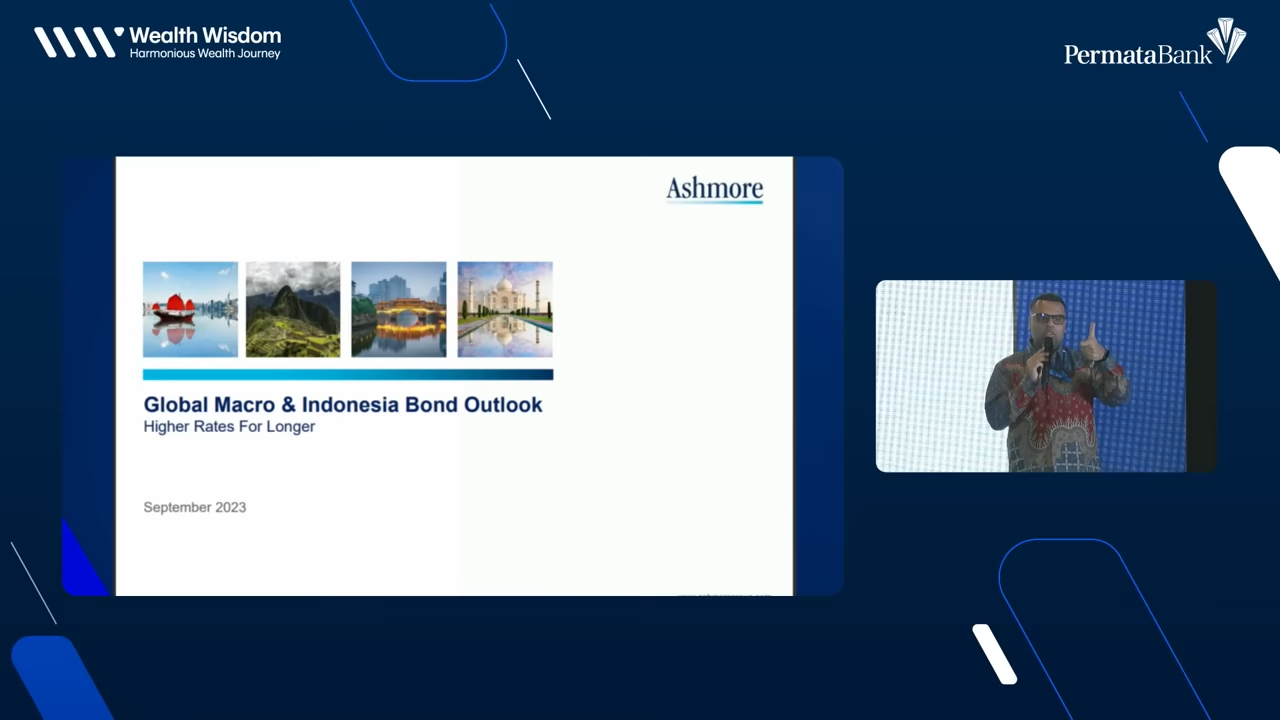 Wealth Wisdom
Harmonious Wealth Journey
PermataBank
Ashmore
Global Macro & Indonesia Bond Outlook
Higher Rates For Longer
September 2023